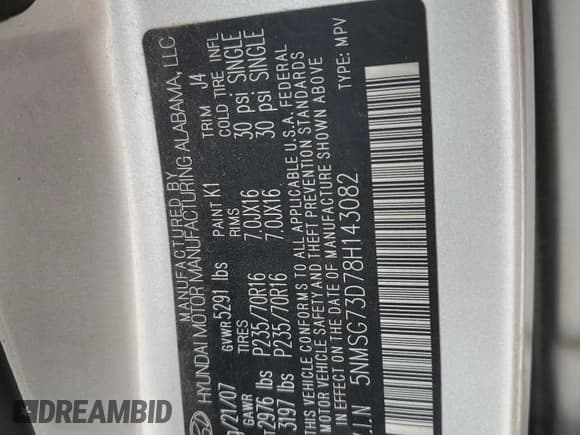 MANUFACTURED BY
HYUNDAI MOTOR MANUFACTURING ALABAMA, LLC
/21/07 GVWR 5291 lbs PAINT K1 TRIM J4
GAWR TIRES RIMS COLD TIRE INFL
2976 lbs P235/70R16 7.0JX16 30 psi SINGLE
3197 lbs P235/70R16 7.0JX16 30 psi SINGLE
THIS VEHICLE CONFORMS TO ALL APPLICABLE U.S.A. FEDERAL
MOTOR VEHICLE SAFETY AND THEFT PREVENTION STANDARDS
IN EFFECT ON THE DATE OF MANUFACTURE SHOWN ABOVE
V.I.N 5NMSG73D78H143082 TYPE: MPV
DREAMBID